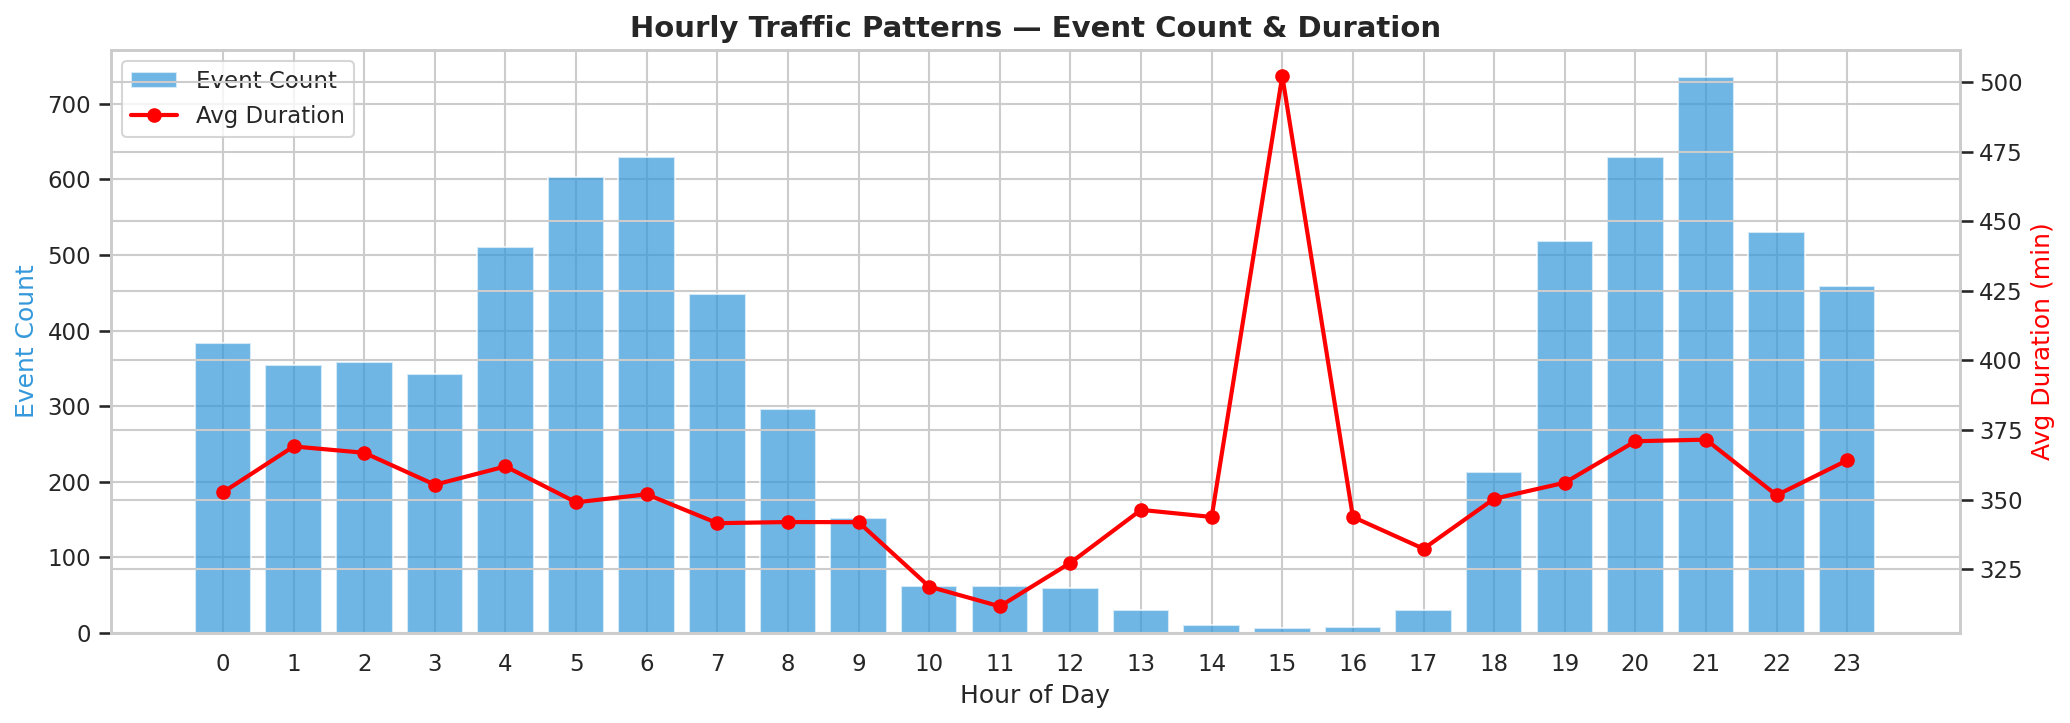 Hourly Traffic Patterns — Event Count & Duration
Event Count
Avg Duration
Event Count
700
600
500
400
300
200
100
0
500
475
450
425
400
375
350
325
Avg Duration (min)
0 1 2 3 4 5 6 7 8 9 10 11 12 13 14 15 16 17 18 19 20 21 22 23
Hour of Day